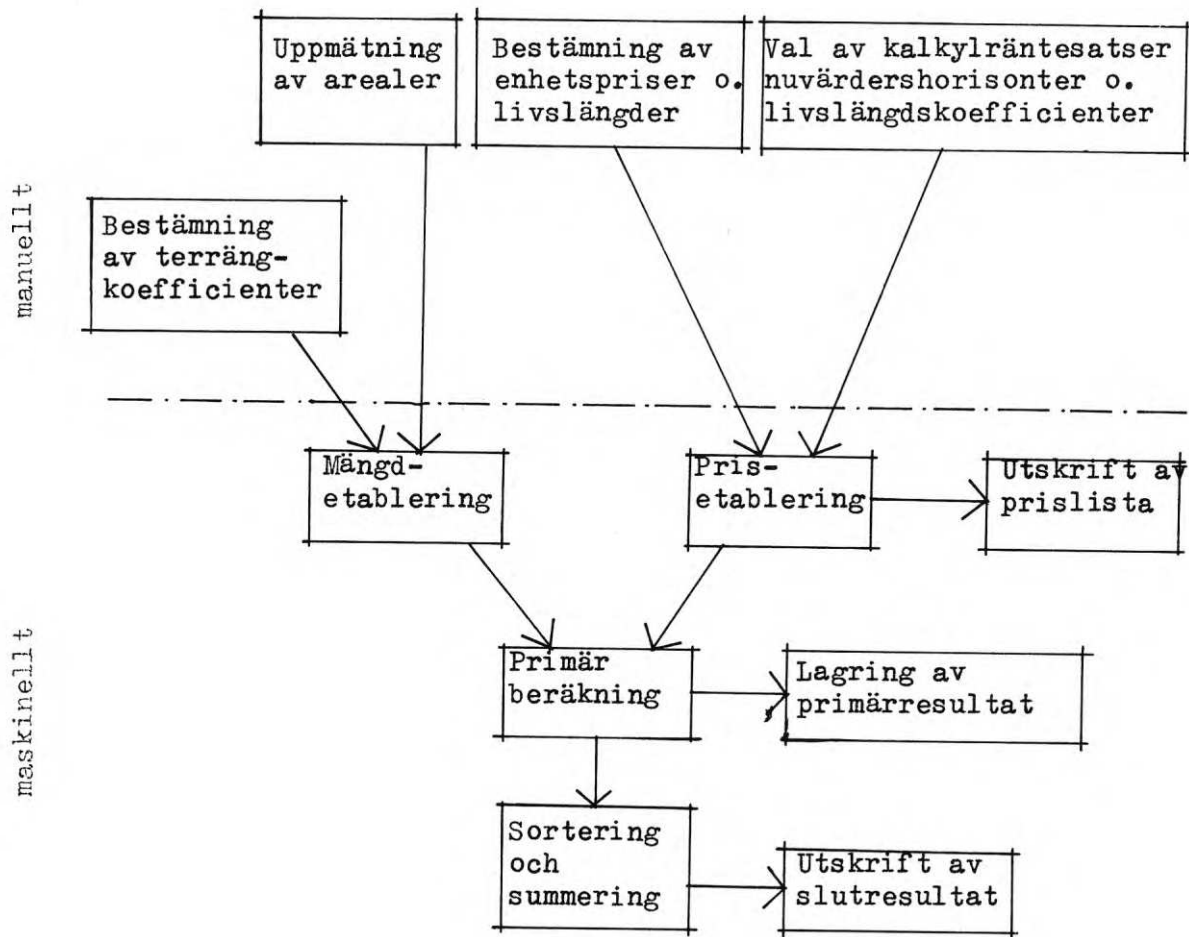 Uppmätning
av arealer
Bestämning av
enhetspriser o.
livslängder
Val av kalkylräntesatser
nuvärdershorisonter o.
livslängdskoefficienter
manuellt
Bestämning
av terräng-
koefficienter
Mängd-
etablering
Pris-
etablering
Utskrift av
prislista
maskinellt
Primär
beräkning
Lagring av
primärresultat
Sortering
och
summering
Utskrift av
slutresultat